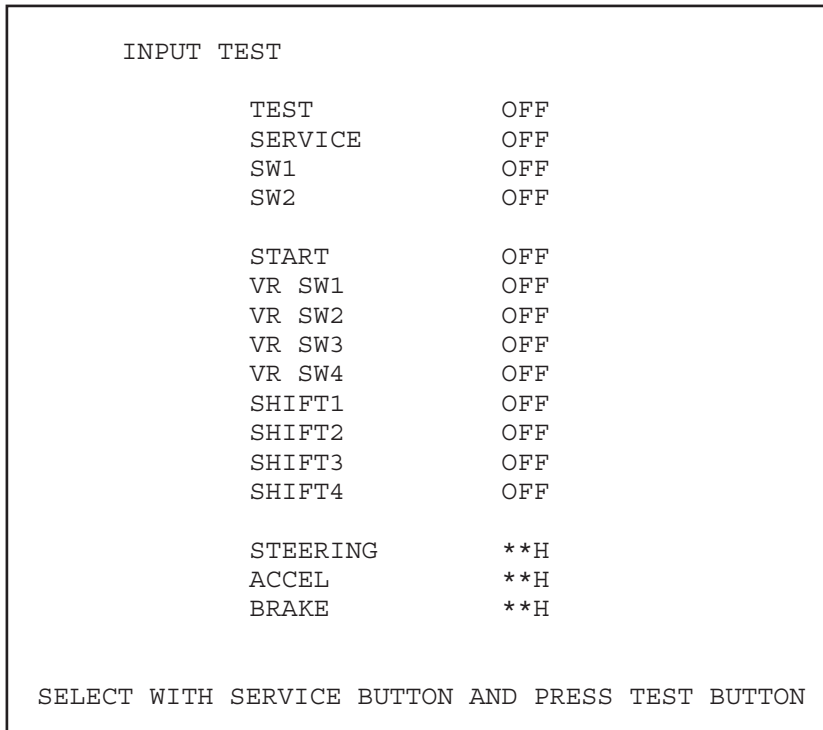 INPUT TEST
TEST OFF
SERVICE OFF
SW1 OFF
SW2 OFF
START OFF
VR SW1 OFF
VR SW2 OFF
VR SW3 OFF
VR SW4 OFF
SHIFT1 OFF
SHIFT2 OFF
SHIFT3 OFF
SHIFT4 OFF
STEERING **H
ACCEL **H
BRAKE **H
SELECT WITH SERVICE BUTTON AND PRESS TEST BUTTON